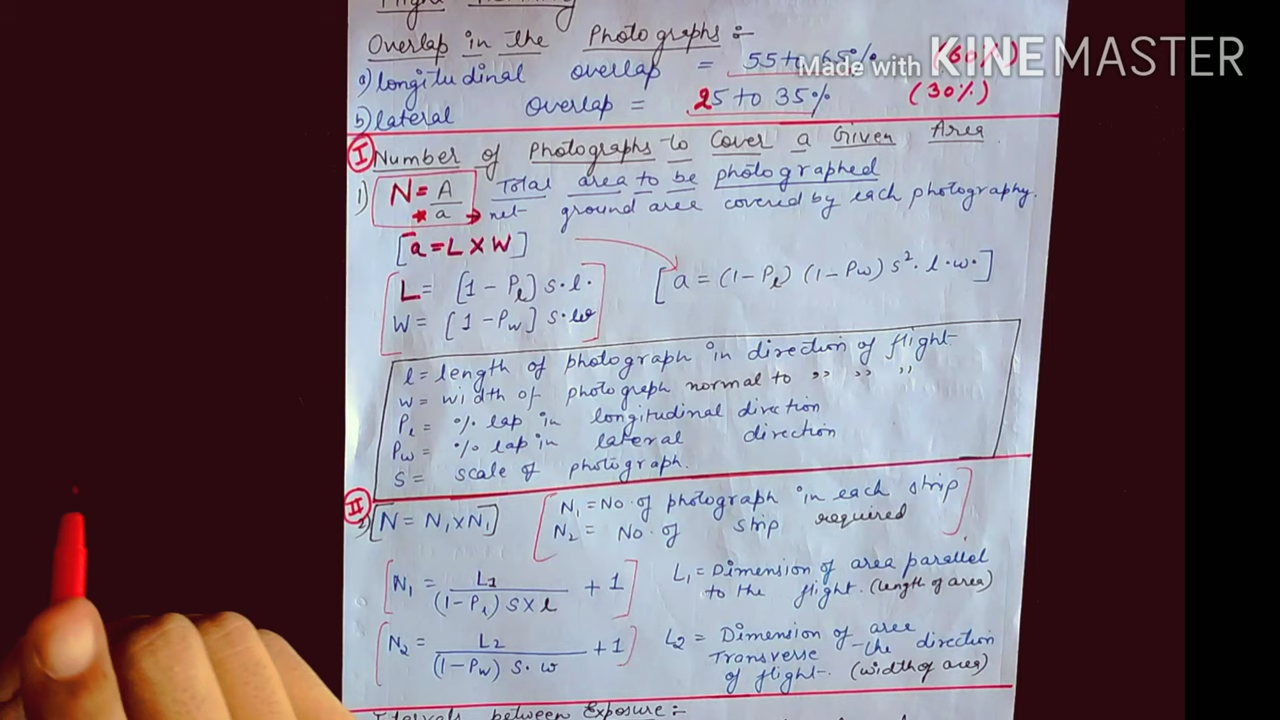 Flight Planning
Overlap in the Photographs :-
a) longitudinal overlap = 55 to 65% (60%)
Made with KINEMASTER
b) lateral overlap = 25 to 35% (30%)
I Number of Photographs to Cover a Given Area
1) N = A/a Total area to be photographed
* → net ground area covered by each photography.
[a = L X W]
L = [1 - Pl] s·l· [a = (1 - Pl) (1 - Pw) s²· l·w·]
W = [1 - Pw] s·w
l = length of photograph in direction of flight
w = width of photograph normal to ,, ,, ,,
Pl = % lap in longitudinal direction
Pw = % lap in lateral direction
S = scale of photograph.
II
2) [N = N₁ X N₁] N₁ = No· of photograph in each strip
N₂ = No· of strip required
N₁ = L1/(1 - Pl) S X l + 1 L₁ = Dimension of area parallel
to the flight. (length of area)
N₂ = L2/(1 - Pw) S· w + 1 L₂ = Dimension of area
Transverse the direction
of flight. (width of area)
Itervals between Exposure :-